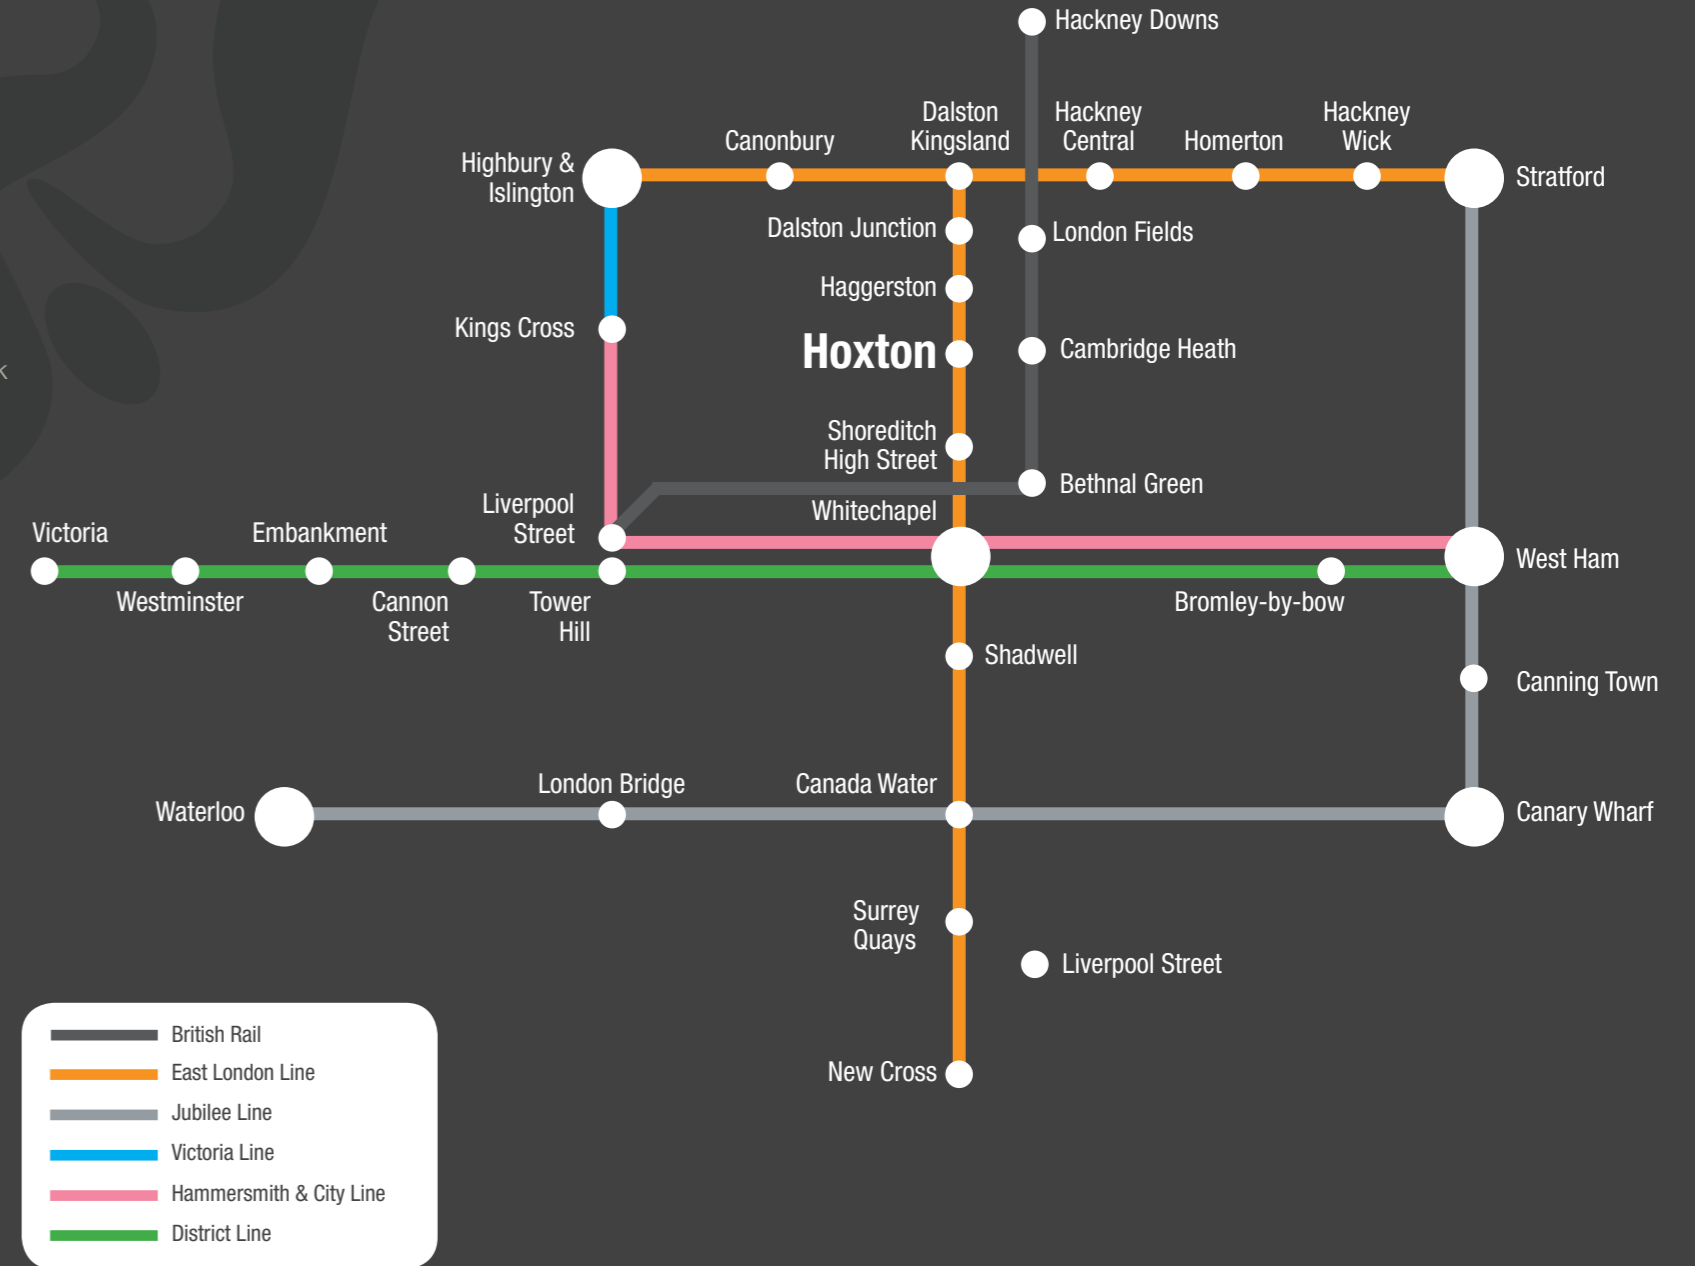 Hackney Downs
Dalston
Kingsland
Hackney
Central
Homerton
Hackney
Wick
Canonbury
Highbury &
Islington
Stratford
Dalston Junction
London Fields
Haggerston
Kings Cross
Hoxton
Cambridge Heath
k
Shoreditch
High Street
Bethnal Green
Liverpool
Street
Whitechapel
Victoria
Embankment
West Ham
Westminster
Cannon
Street
Tower
Hill
Bromley-by-bow
Shadwell
Canning Town
London Bridge
Canada Water
Waterloo
Canary Wharf
Surrey
Quays
Liverpool Street
New Cross
British Rail
East London Line
Jubilee Line
Victoria Line
Hammersmith & City Line
District Line